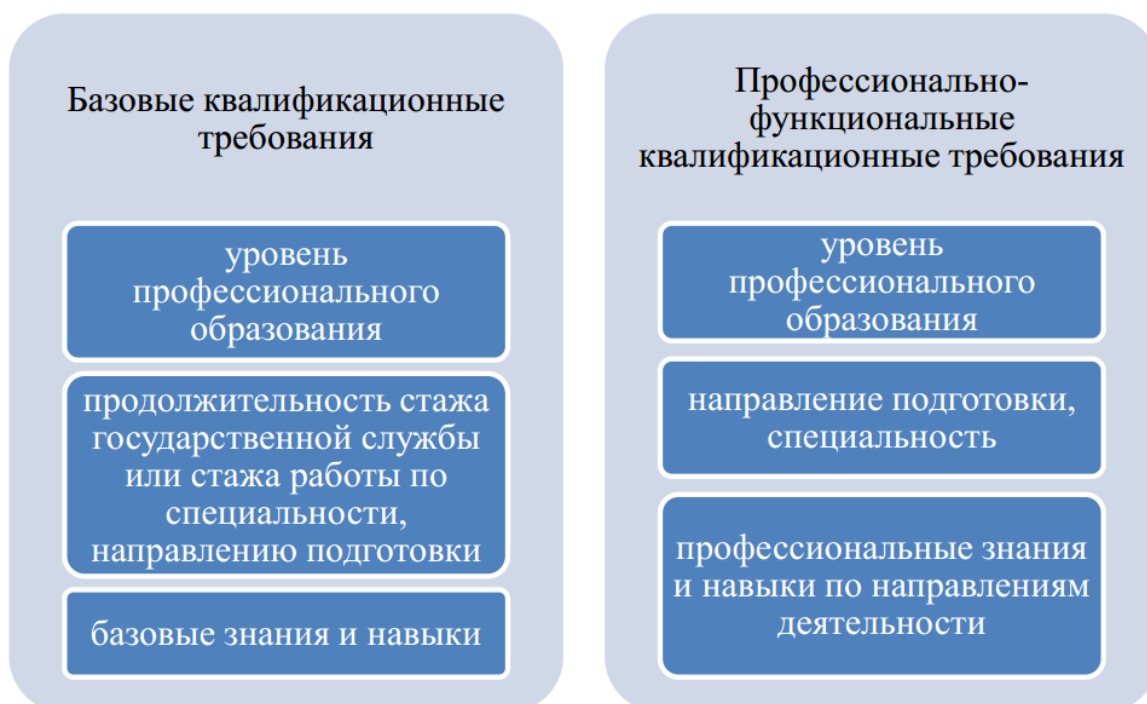 Базовые квалификационные
требования
уровень
профессионального
образования
продолжительность стажа
государственной службы
или стажа работы по
специальности,
направлению подготовки
базовые знания и навыки
Профессионально-
функциональные
квалификационные требования
уровень
профессионального
образования
направление подготовки,
специальность
профессиональные знания
и навыки по направлениям
деятельности